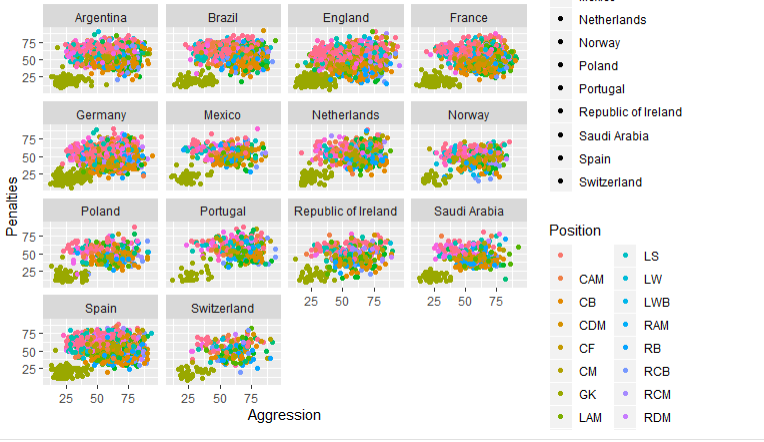 Argentina Brazil England France
75
50
25
Germany Mexico Netherlands Norway
75
50
25
Poland Portugal Republic of Ireland Saudi Arabia
75
50
25
25 50 75 25 50 75
Spain Switzerland
75
50
25
25 50 75 25 50 75
Aggression
Penalties
Mexico
Netherlands
Norway
Poland
Portugal
Republic of Ireland
Saudi Arabia
Spain
Switzerland
Position
LS
CAM LW
CB LWB
CDM RAM
CF RB
CM RCB
GK RCM
LAM RDM